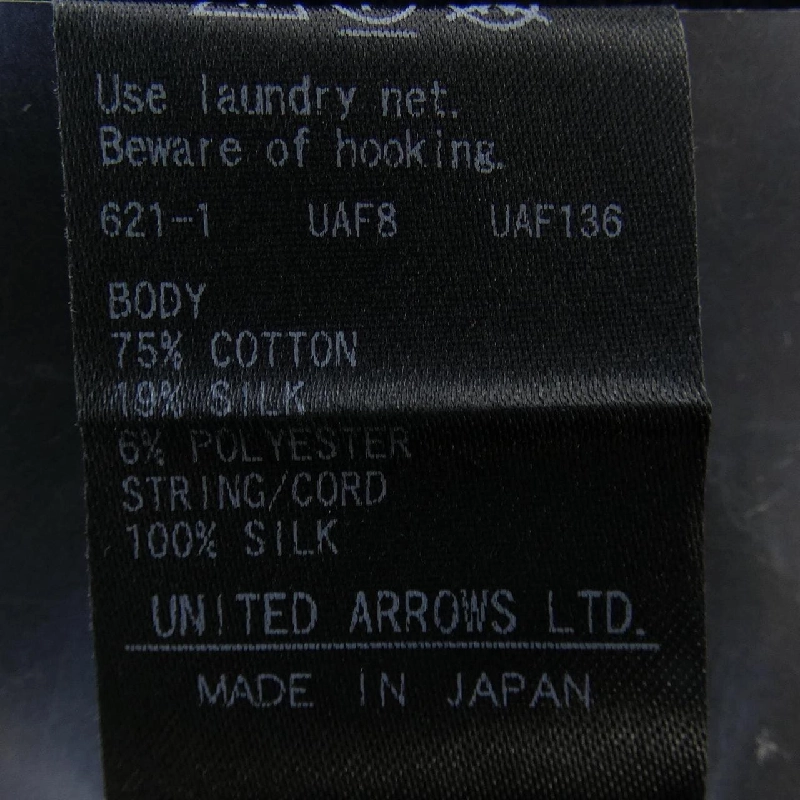 Use laundry net.
Beware of hooking.
621-1 UAF8 UAF136
BODY
75% COTTON
19% SILK
6% POLYESTER
STRING/CORD
100% SILK
UNITED ARROWS LTD.
MADE IN JAPAN